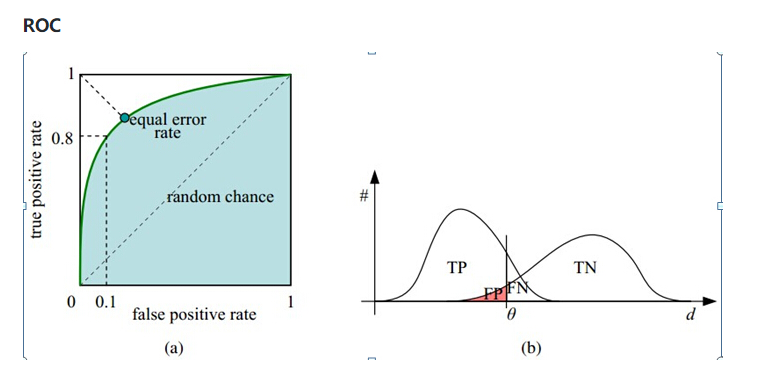 ROC
1
equal error
rate
0.8
true positive rate
random chance
0
0.1
1
false positive rate
(a)
#
TP
TN
FP
FN
θ
d
(b)